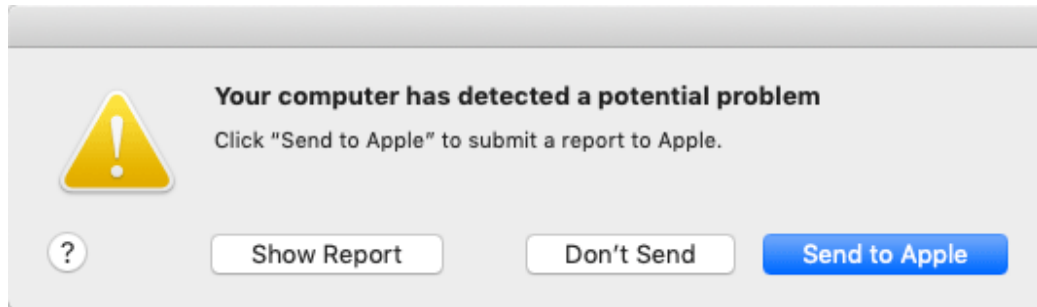 Your computer has detected a potential problem
Click “Send to Apple” to submit a report to Apple.
? Show Report Don’t Send Send to Apple